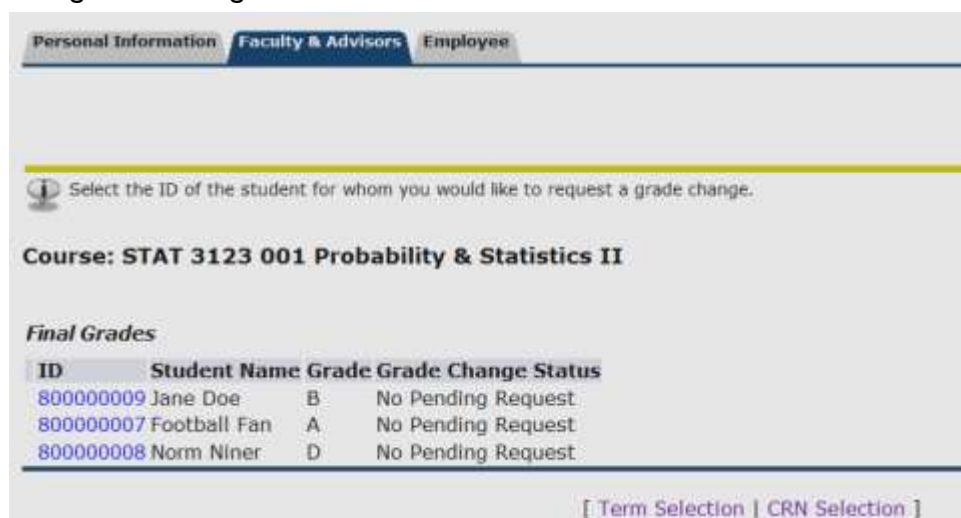 Personal Information Faculty & Advisors Employee
Select the ID of the student for whom you would like to request a grade change.
Course: STAT 3123 001 Probability & Statistics II
Final Grades
ID Student Name Grade Grade Change Status
800000009 Jane Doe B No Pending Request
800000007 Football Fan A No Pending Request
800000008 Norm Niner D No Pending Request
[ Term Selection | CRN Selection ]